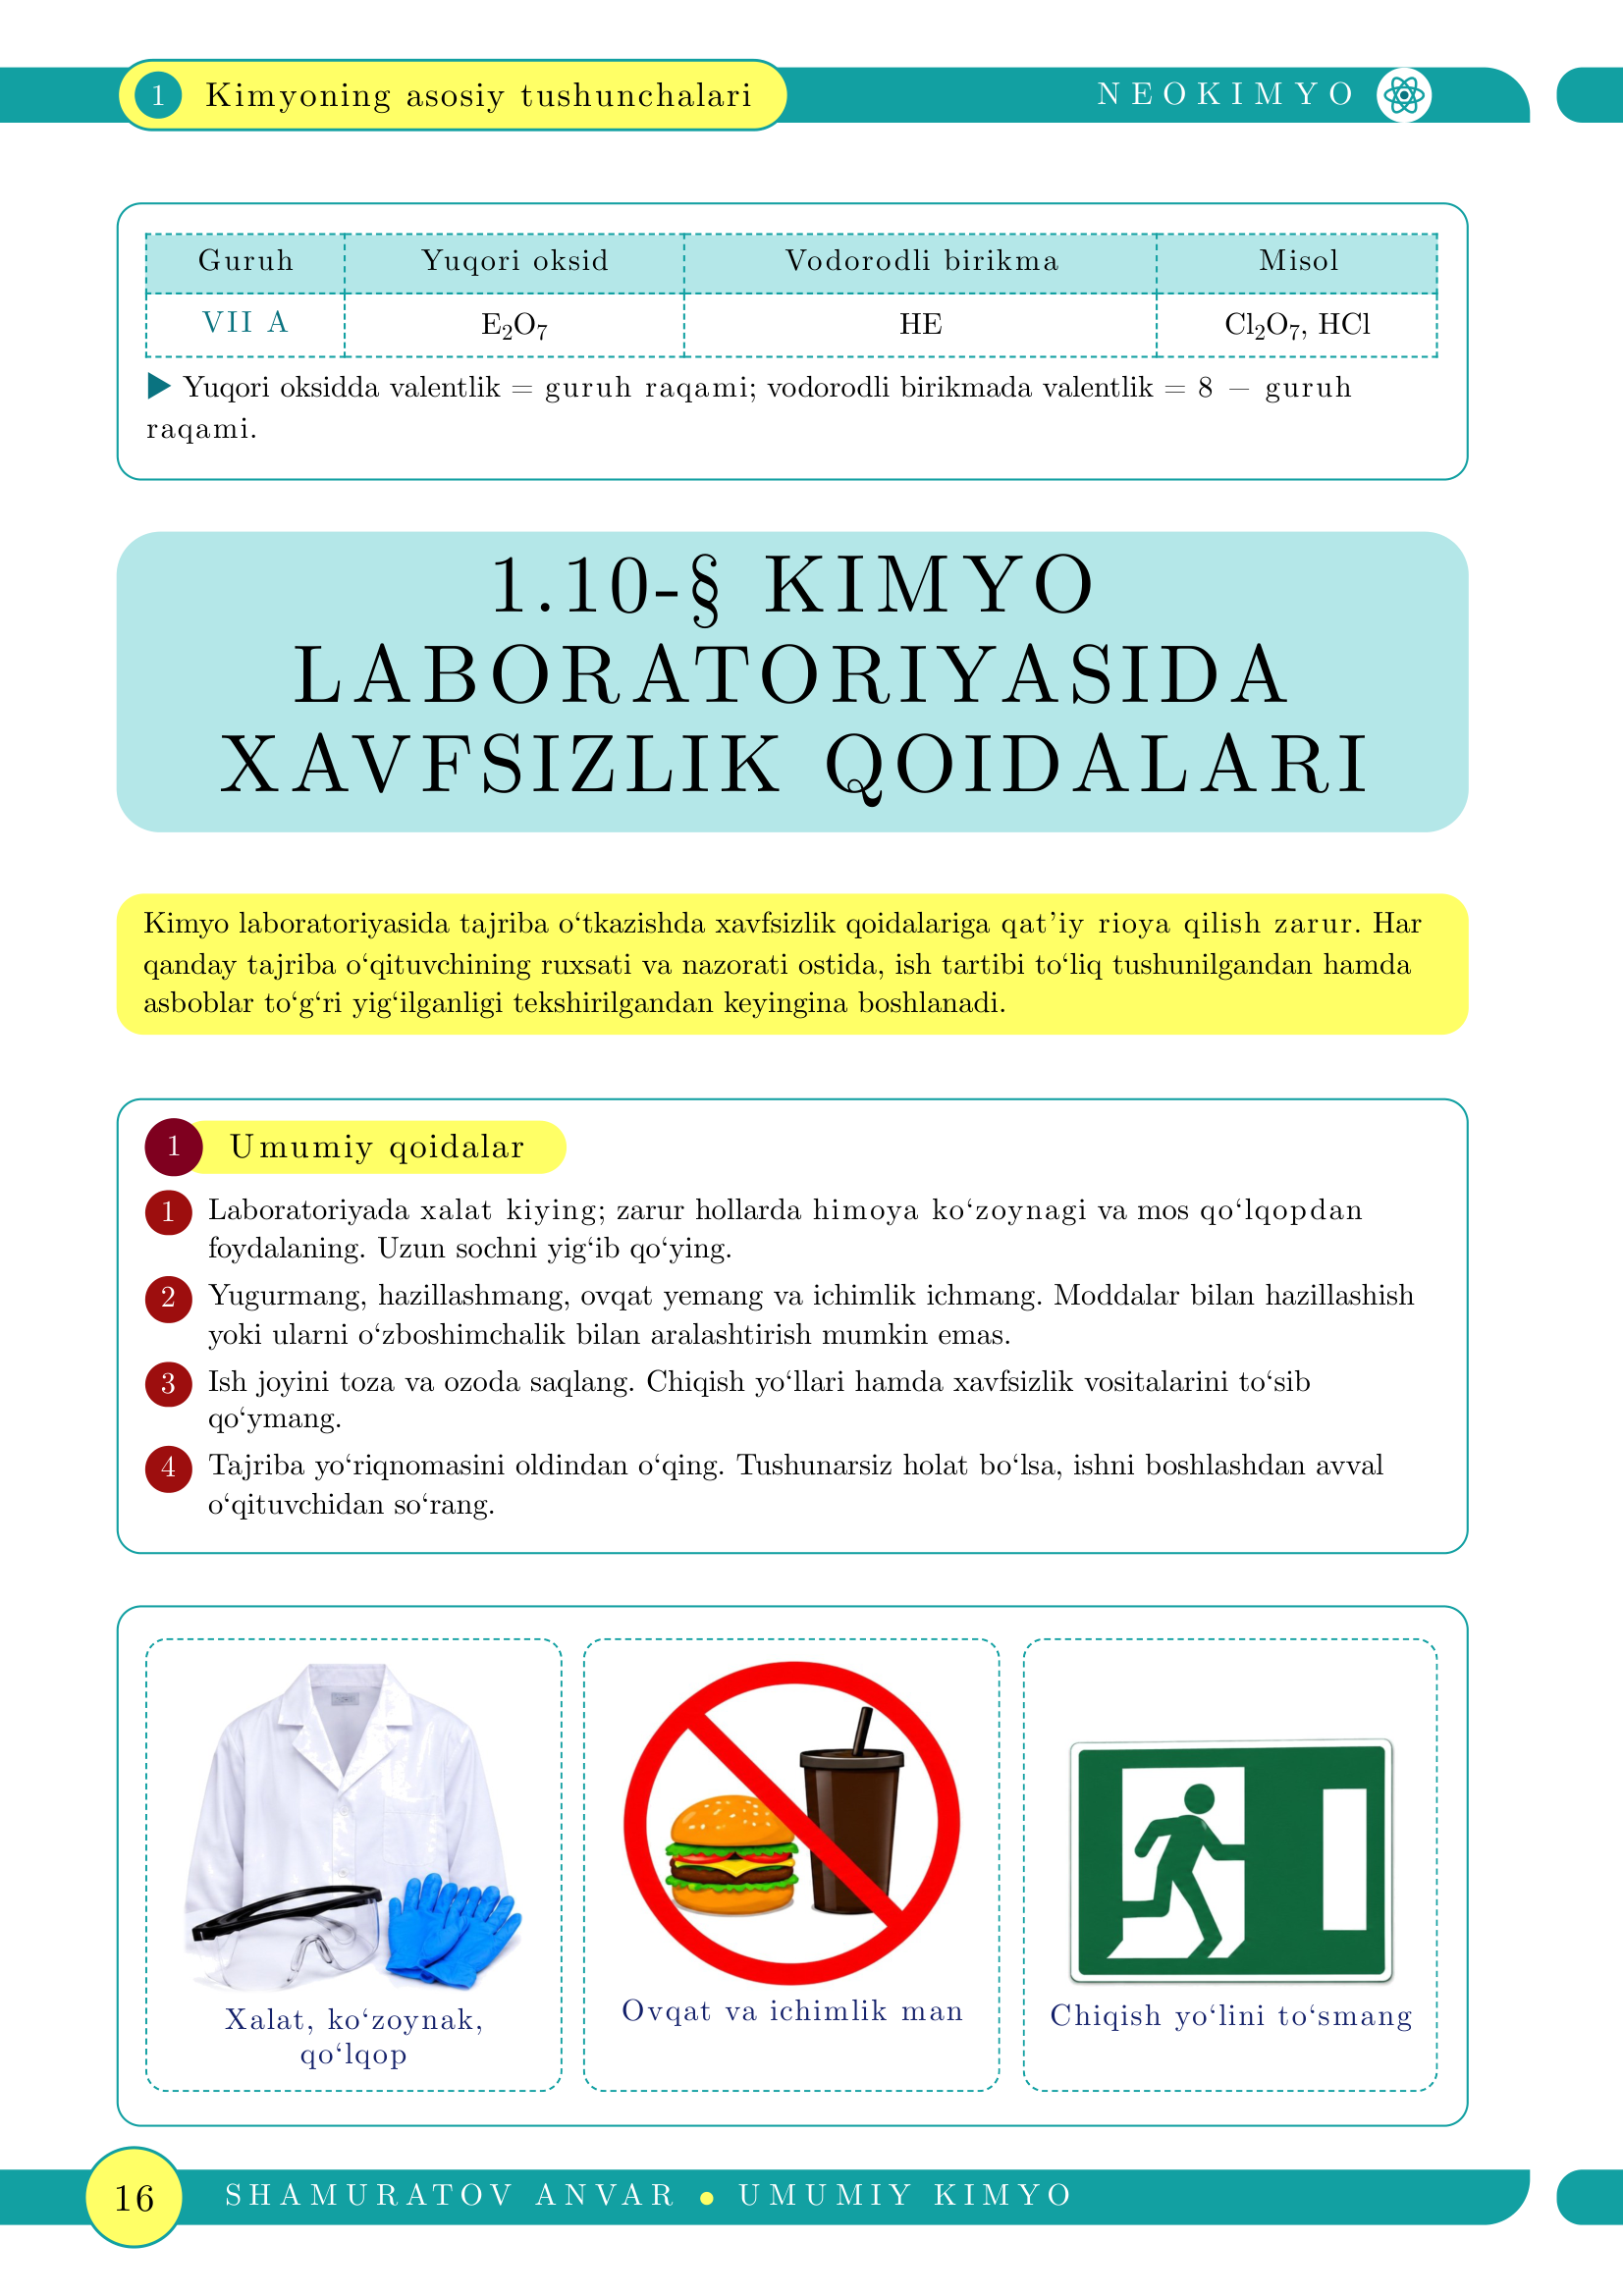 1 Kimyoning asosiy tushunchalari NEOKIMYO
Guruh Yuqori oksid Vodorodli birikma Misol
VII A E₂O₇ HE Cl₂O₇, HCl
▶ Yuqori oksidda valentlik = guruh raqami; vodorodli birikmada valentlik = 8 − guruh
raqami.
1.10-§ KIMYO
LABORATORIYASIDA
XAVFSIZLIK QOIDALARI
Kimyo laboratoriyasida tajriba o‘tkazishda xavfsizlik qoidalariga qat’iy rioya qilish zarur. Har
qanday tajriba o‘qituvchining ruxsati va nazorati ostida, ish tartibi to‘liq tushunilgandan hamda
asboblar to‘g‘ri yig‘ilganligi tekshirilgandan keyingina boshlanadi.
1 Umumiy qoidalar
1 Laboratoriyada xalat kiying; zarur hollarda himoya ko‘zoynagi va mos qo‘lqopdan
foydalaning. Uzun sochni yig‘ib qo‘ying.
2 Yugurmang, hazillashmang, ovqat yemang va ichimlik ichmang. Moddalar bilan hazillashish
yoki ularni o‘zboshimchalik bilan aralashtirish mumkin emas.
3 Ish joyini toza va ozoda saqlang. Chiqish yo‘llari hamda xavfsizlik vositalarini to‘sib
qo‘ymang.
4 Tajriba yo‘riqnomasini oldindan o‘qing. Tushunarsiz holat bo‘lsa, ishni boshlashdan avval
o‘qituvchidan so‘rang.
Xalat, ko‘zoynak,
qo‘lqop
Ovqat va ichimlik man
Chiqish yo‘lini to‘smang
16 SHAMURATOV ANVAR • UMUMIY KIMYO